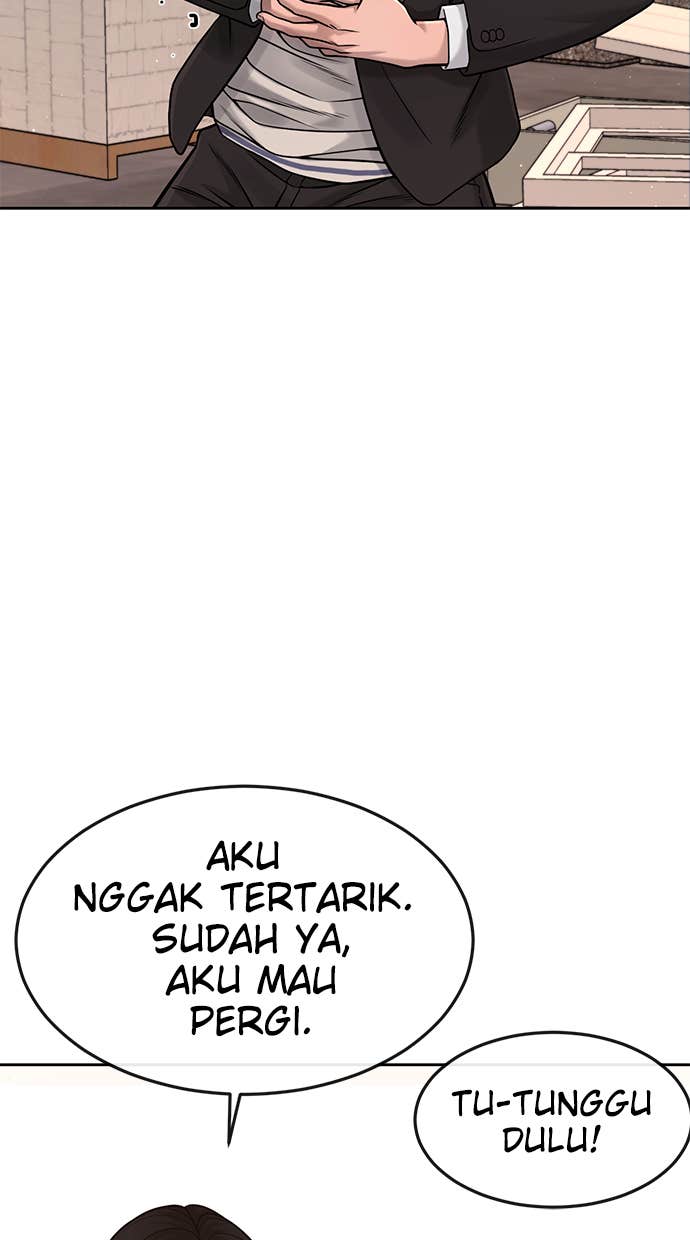 AKU
NGGAK TERTARIK.
SUDAH YA,
AKU MAU
PERGI.
TU-TUNGGU
DULU!